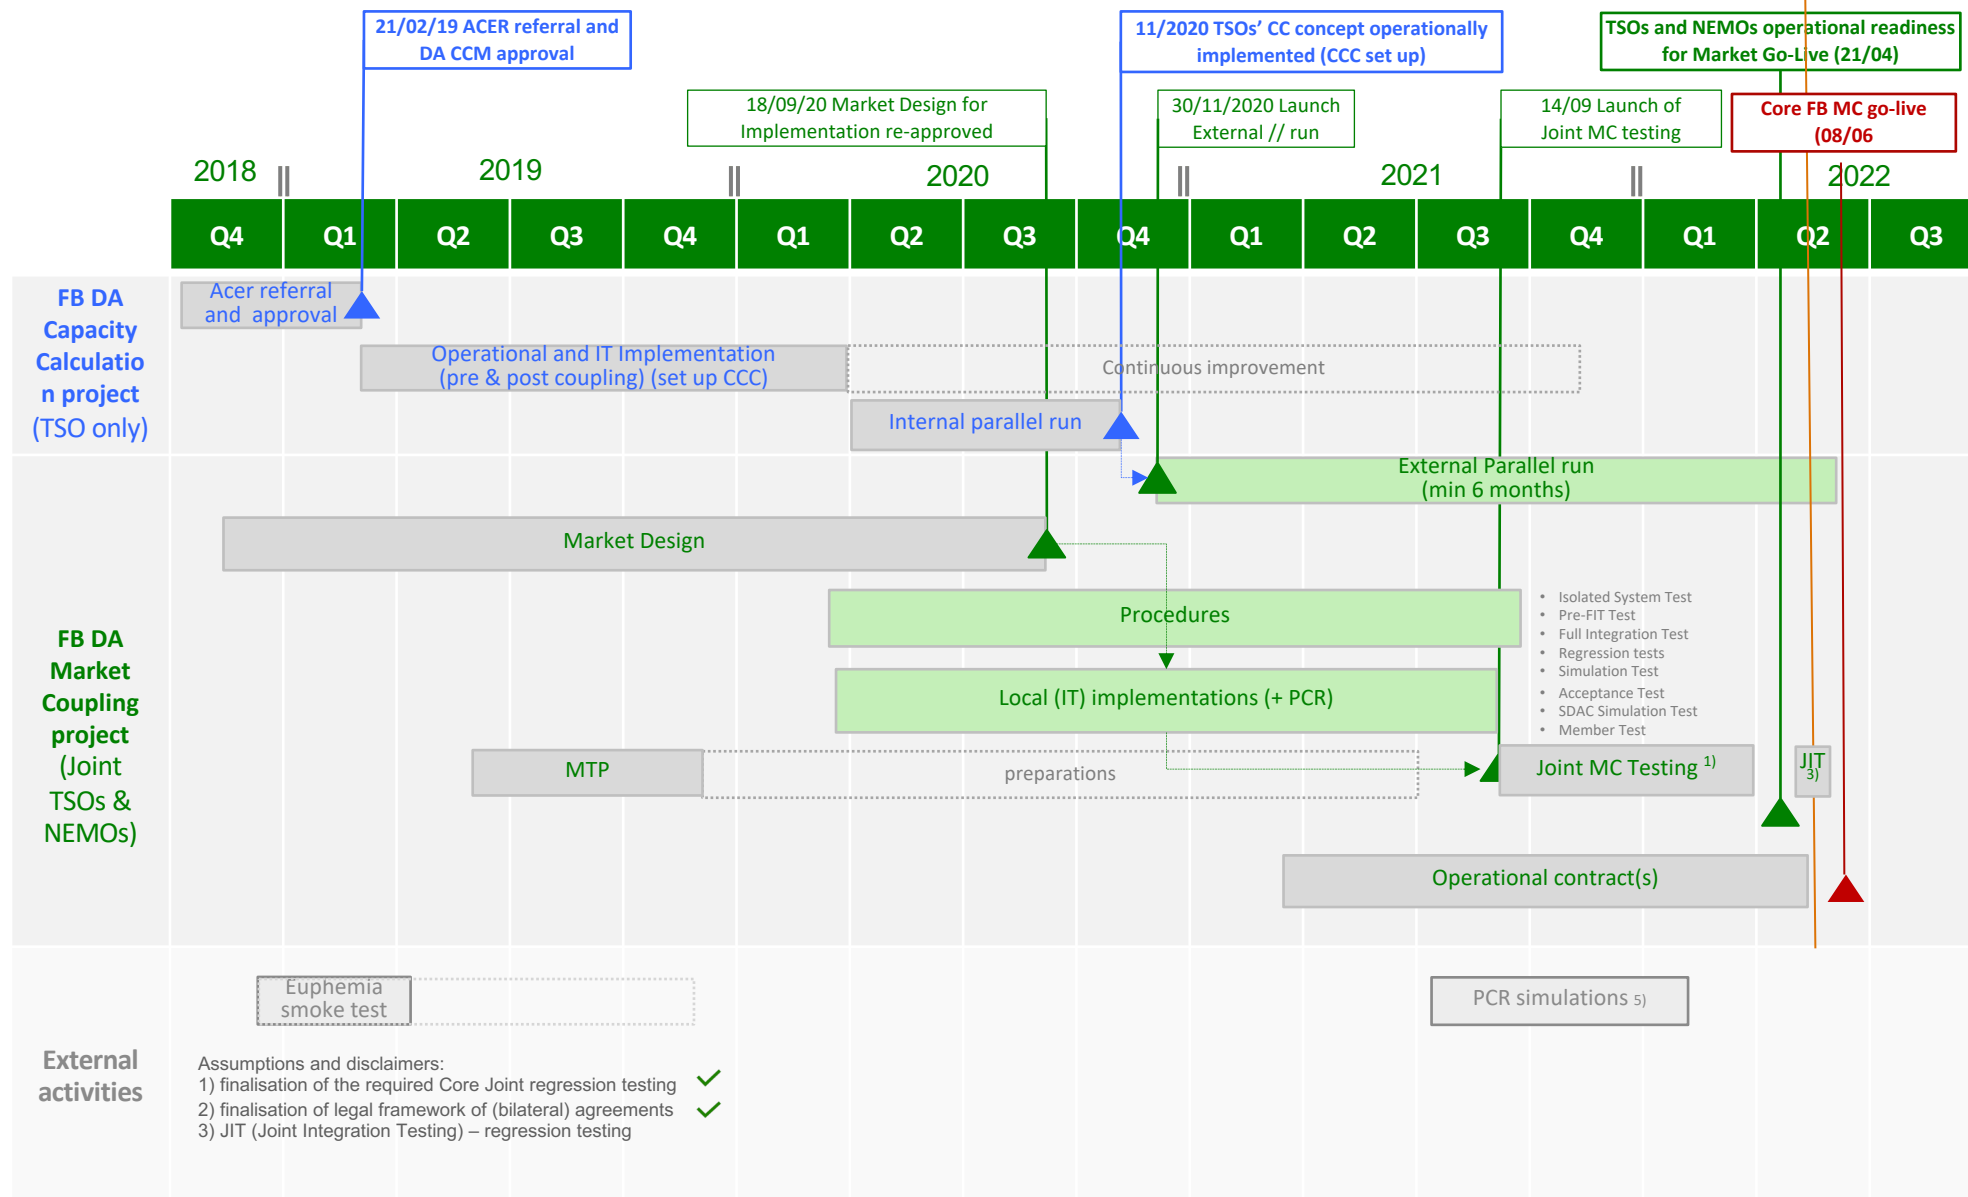 21/02/19 ACER referral and
DA CCM approval
11/2020 TSOs’ CC concept operationally
implemented (CCC set up)
TSOs and NEMOs operational readiness
for Market Go-Live (21/04)
18/09/20 Market Design for
Implementation re-approved
30/11/2020 Launch
External // run
14/09 Launch of
Joint MC testing
Core FB MC go-live
(08/06
2018
2019
2020
2021
2022
Q4
Q1
Q2
Q3
Q4
Q1
Q2
Q3
Q4
Q1
Q2
Q3
Q4
Q1
Q2
Q3
FB DA
Capacity
Calculatio
n project
(TSO only)
Acer referral
and approval
Operational and IT Implementation
(pre & post coupling) (set up CCC)
Continuous improvement
Internal parallel run
FB DA
Market
Coupling
project
(Joint
TSOs &
NEMOs)
External Parallel run
(min 6 months)
Market Design
Procedures
• Isolated System Test
• Pre-FIT Test
• Full Integration Test
• Regression tests
• Simulation Test
• Acceptance Test
• SDAC Simulation Test
• Member Test
Local (IT) implementations (+ PCR)
MTP
preparations
Joint MC Testing 1)
JIT
3)
Operational contract(s)
External
activities
Euphemia
smoke test
PCR simulations 5)
Assumptions and disclaimers:
1) finalisation of the required Core Joint regression testing
2) finalisation of legal framework of (bilateral) agreements
3) JIT (Joint Integration Testing) – regression testing